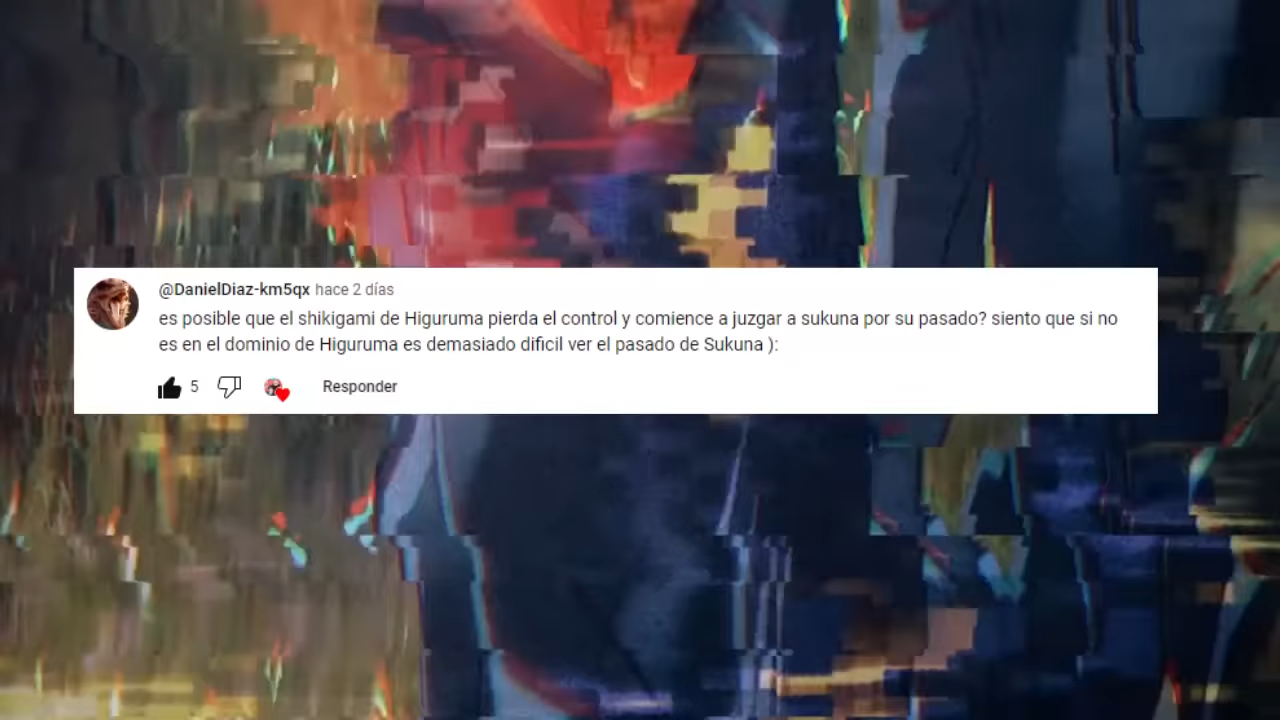 @DanielDiaz-km5qx hace 2 días
es posible que el shikigami de Higuruma pierda el control y comience a juzgar a sukuna por su pasado? siento que si no
es en el dominio de Higuruma es demasiado dificil ver el pasado de Sukuna ):
5 Responder